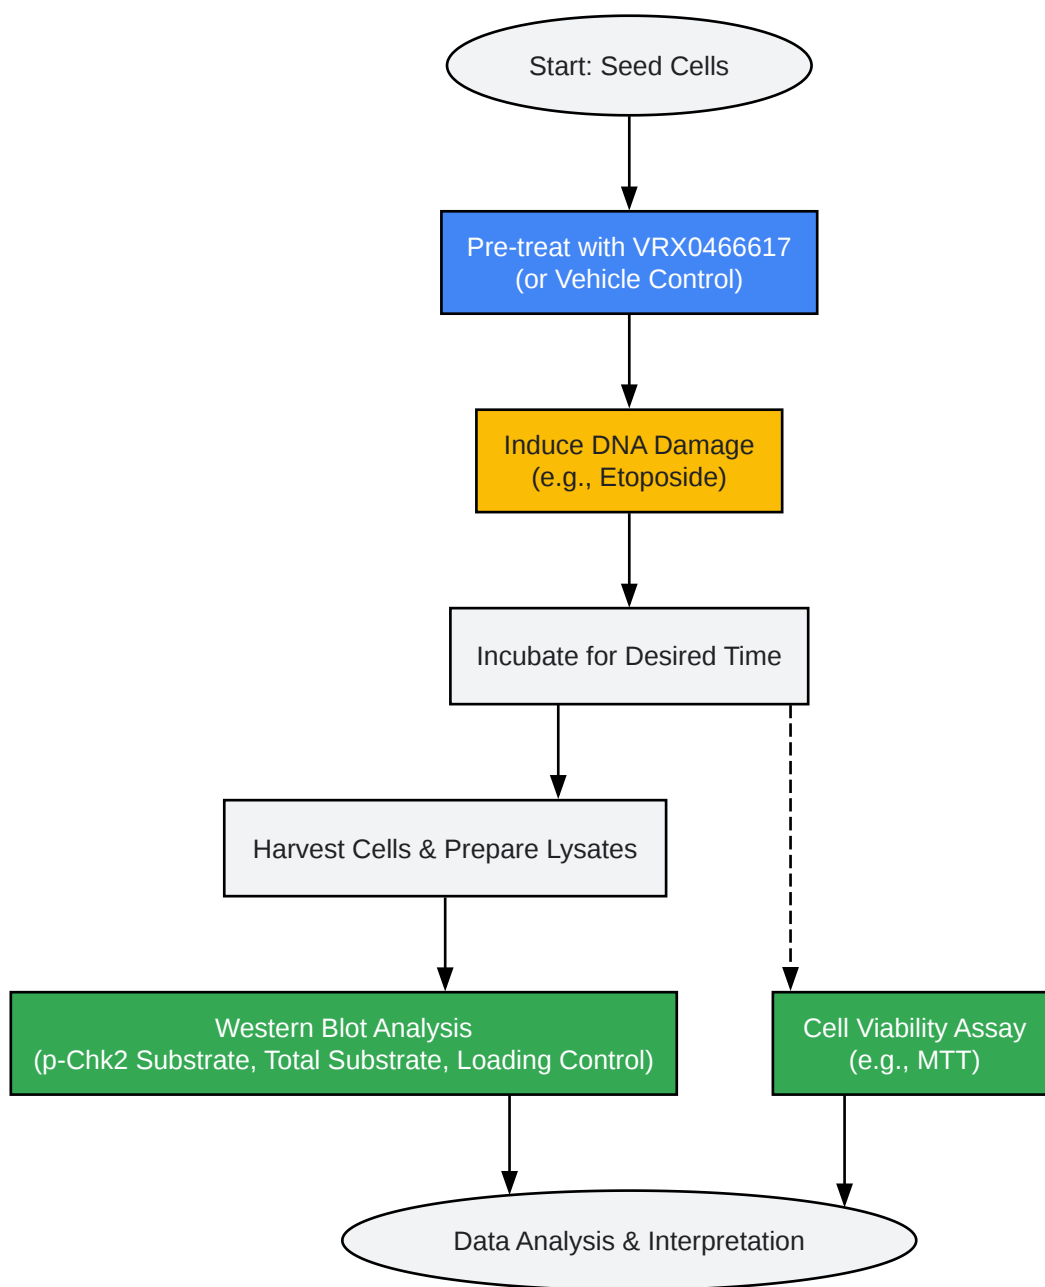 Start: Seed Cells
Pre-treat with VRX0466617
(or Vehicle Control)
Induce DNA Damage
(e.g., Etoposide)
Incubate for Desired Time
Harvest Cells & Prepare Lysates
Western Blot Analysis
(p-Chk2 Substrate, Total Substrate, Loading Control)
Cell Viability Assay
(e.g., MTT)
Data Analysis & Interpretation